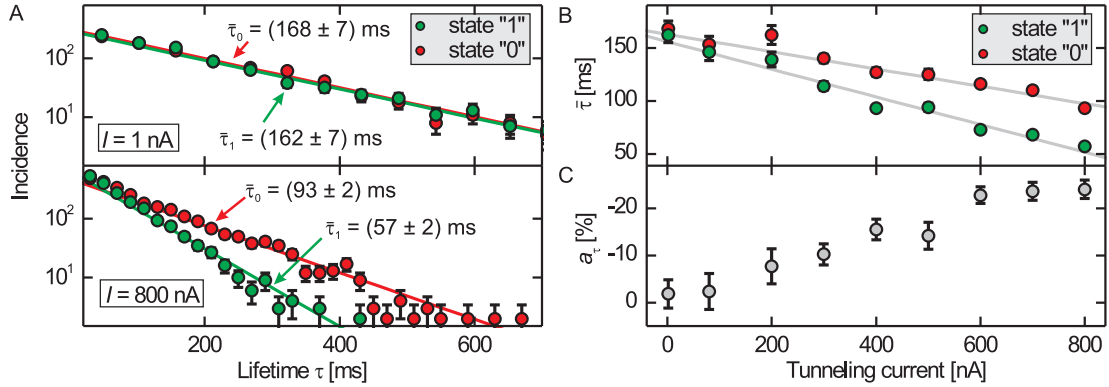 A
state "1"
state "0"
τ̄₀ = (168 ± 7) ms
τ̄₁ = (162 ± 7) ms
I = 1 nA
10²
10¹
Incidence
τ̄₀ = (93 ± 2) ms
τ̄₁ = (57 ± 2) ms
I = 800 nA
10²
10¹
200
400
600
Lifetime τ [ms]
B
state "1"
state "0"
150
100
50
τ̄ [ms]
C
-20
-10
0
a_τ [%]
0
200
400
600
800
Tunneling current [nA]